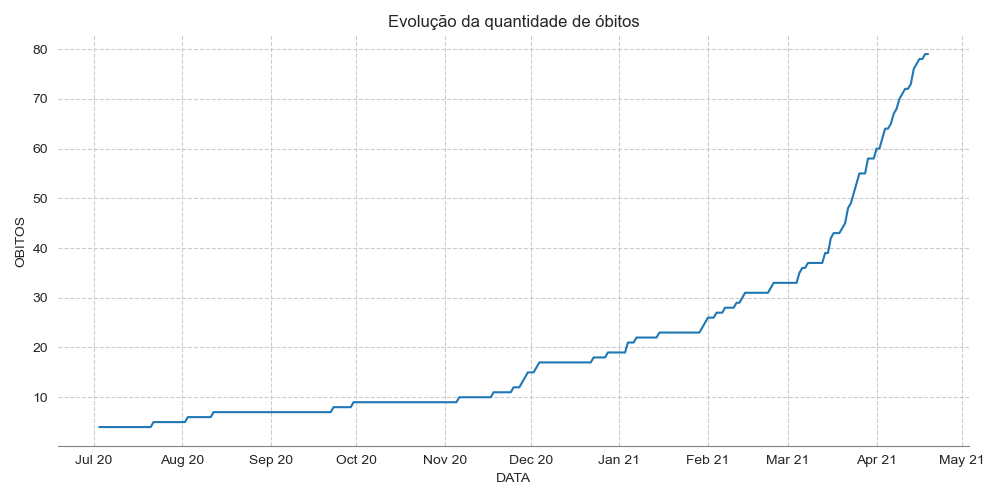 Evolução da quantidade de óbitos
80
70
60
50
40
30
20
10
OBITOS
Jul 20 Aug 20 Sep 20 Oct 20 Nov 20 Dec 20 Jan 21 Feb 21 Mar 21 Apr 21 May 21
DATA